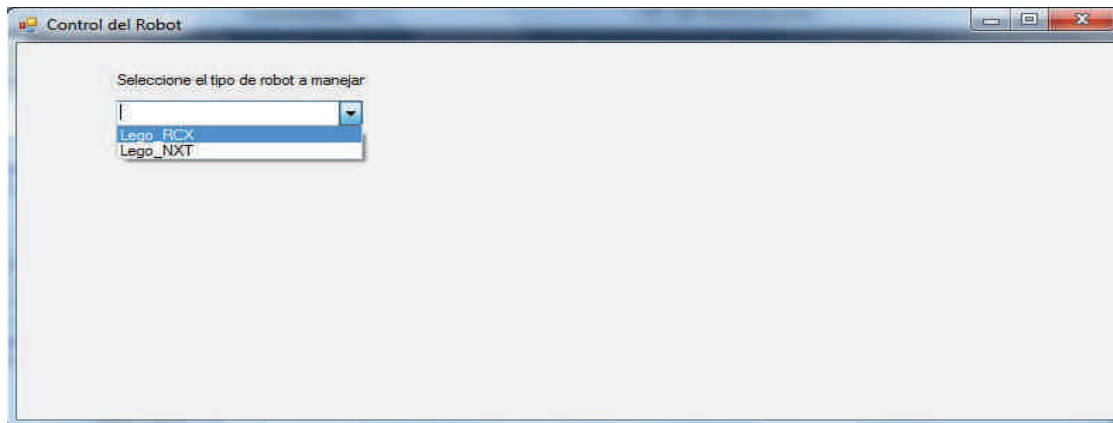 Control del Robot
Seleccione el tipo de robot a manejar
Lego_RCX
Lego_NXT